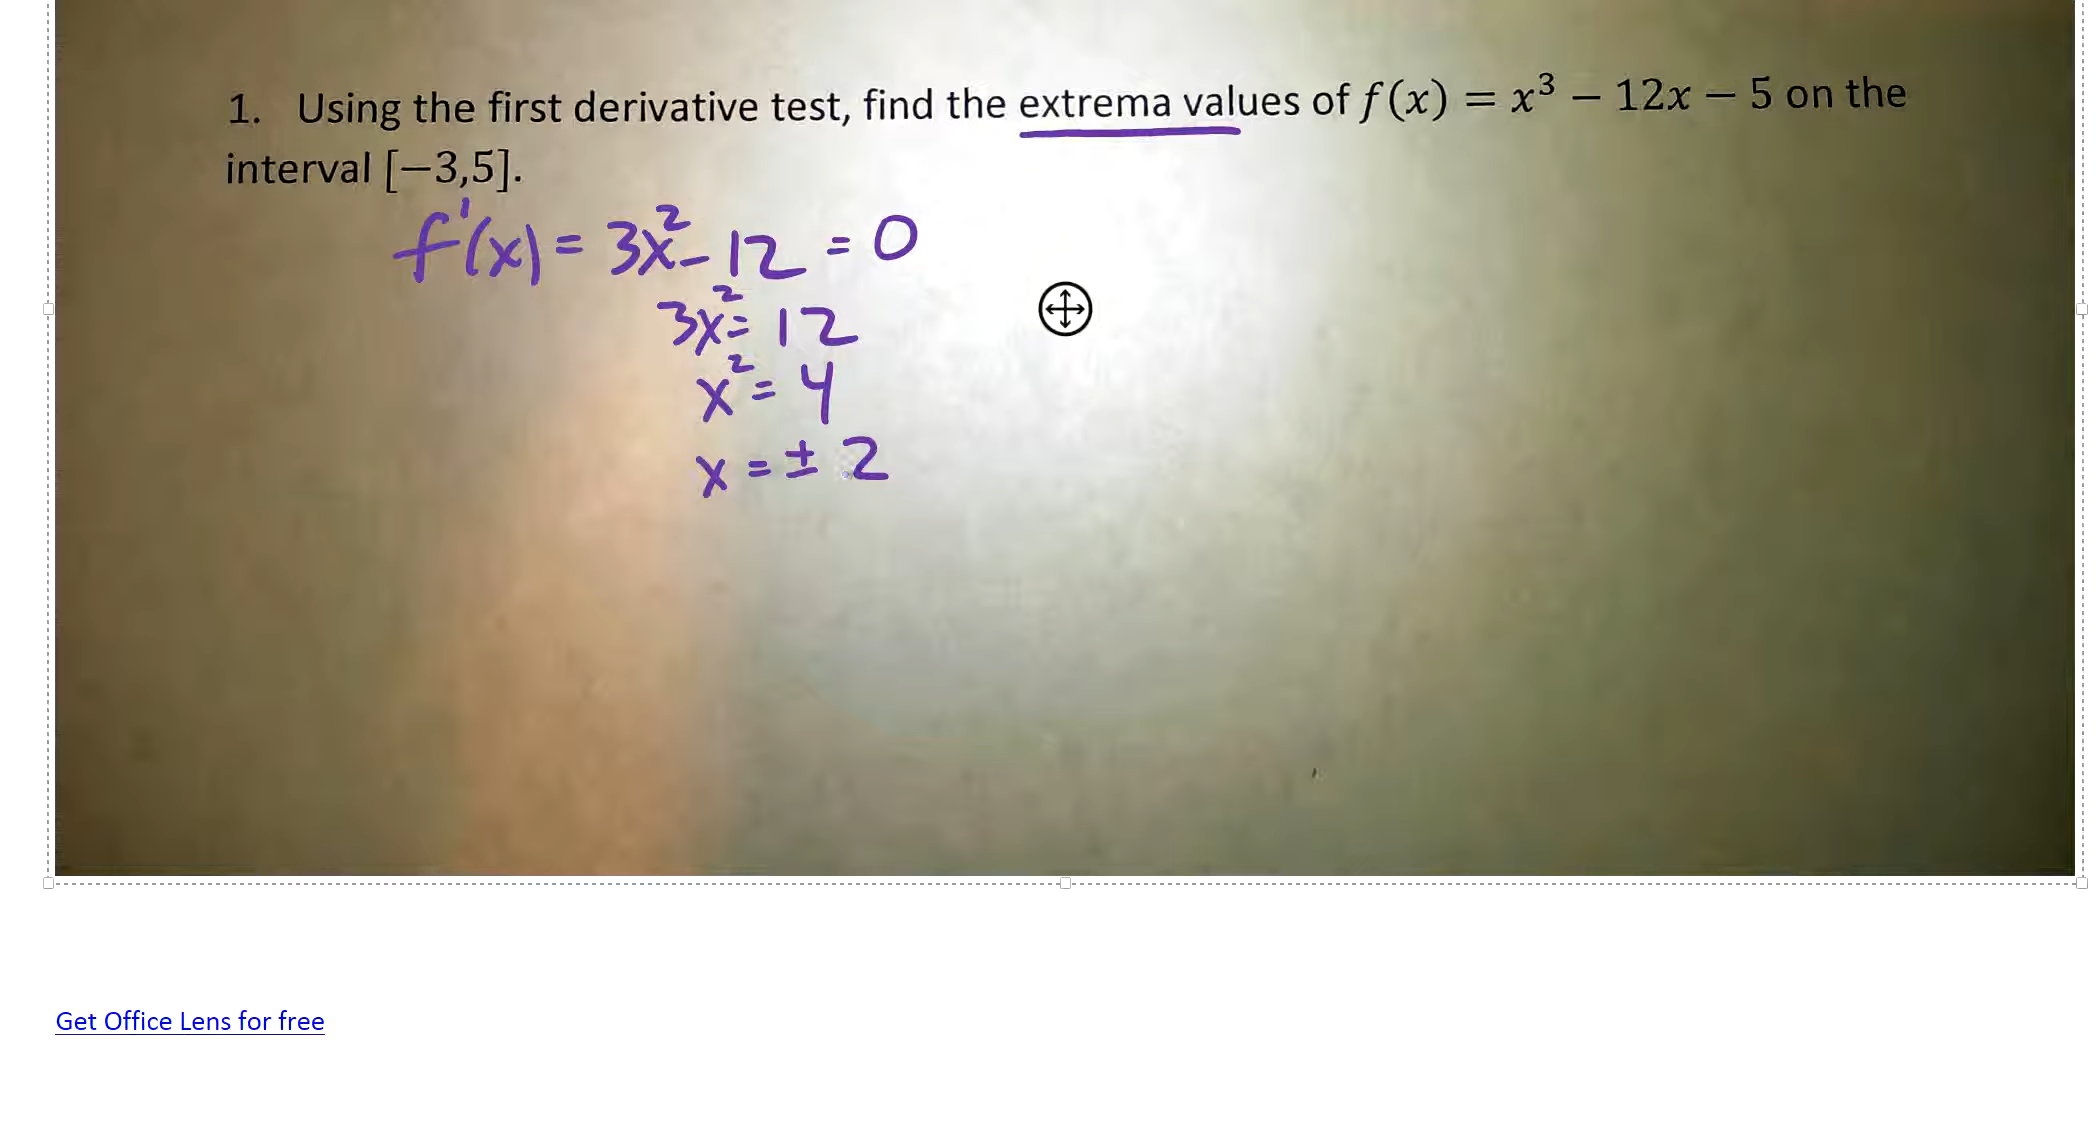 1. Using the first derivative test, find the extrema values of f(x) = x³ − 12x − 5 on the
interval [−3,5].
f'(x) = 3x² - 12 = 0
3x² = 12
x² = 4
x = ± 2
Get Office Lens for free